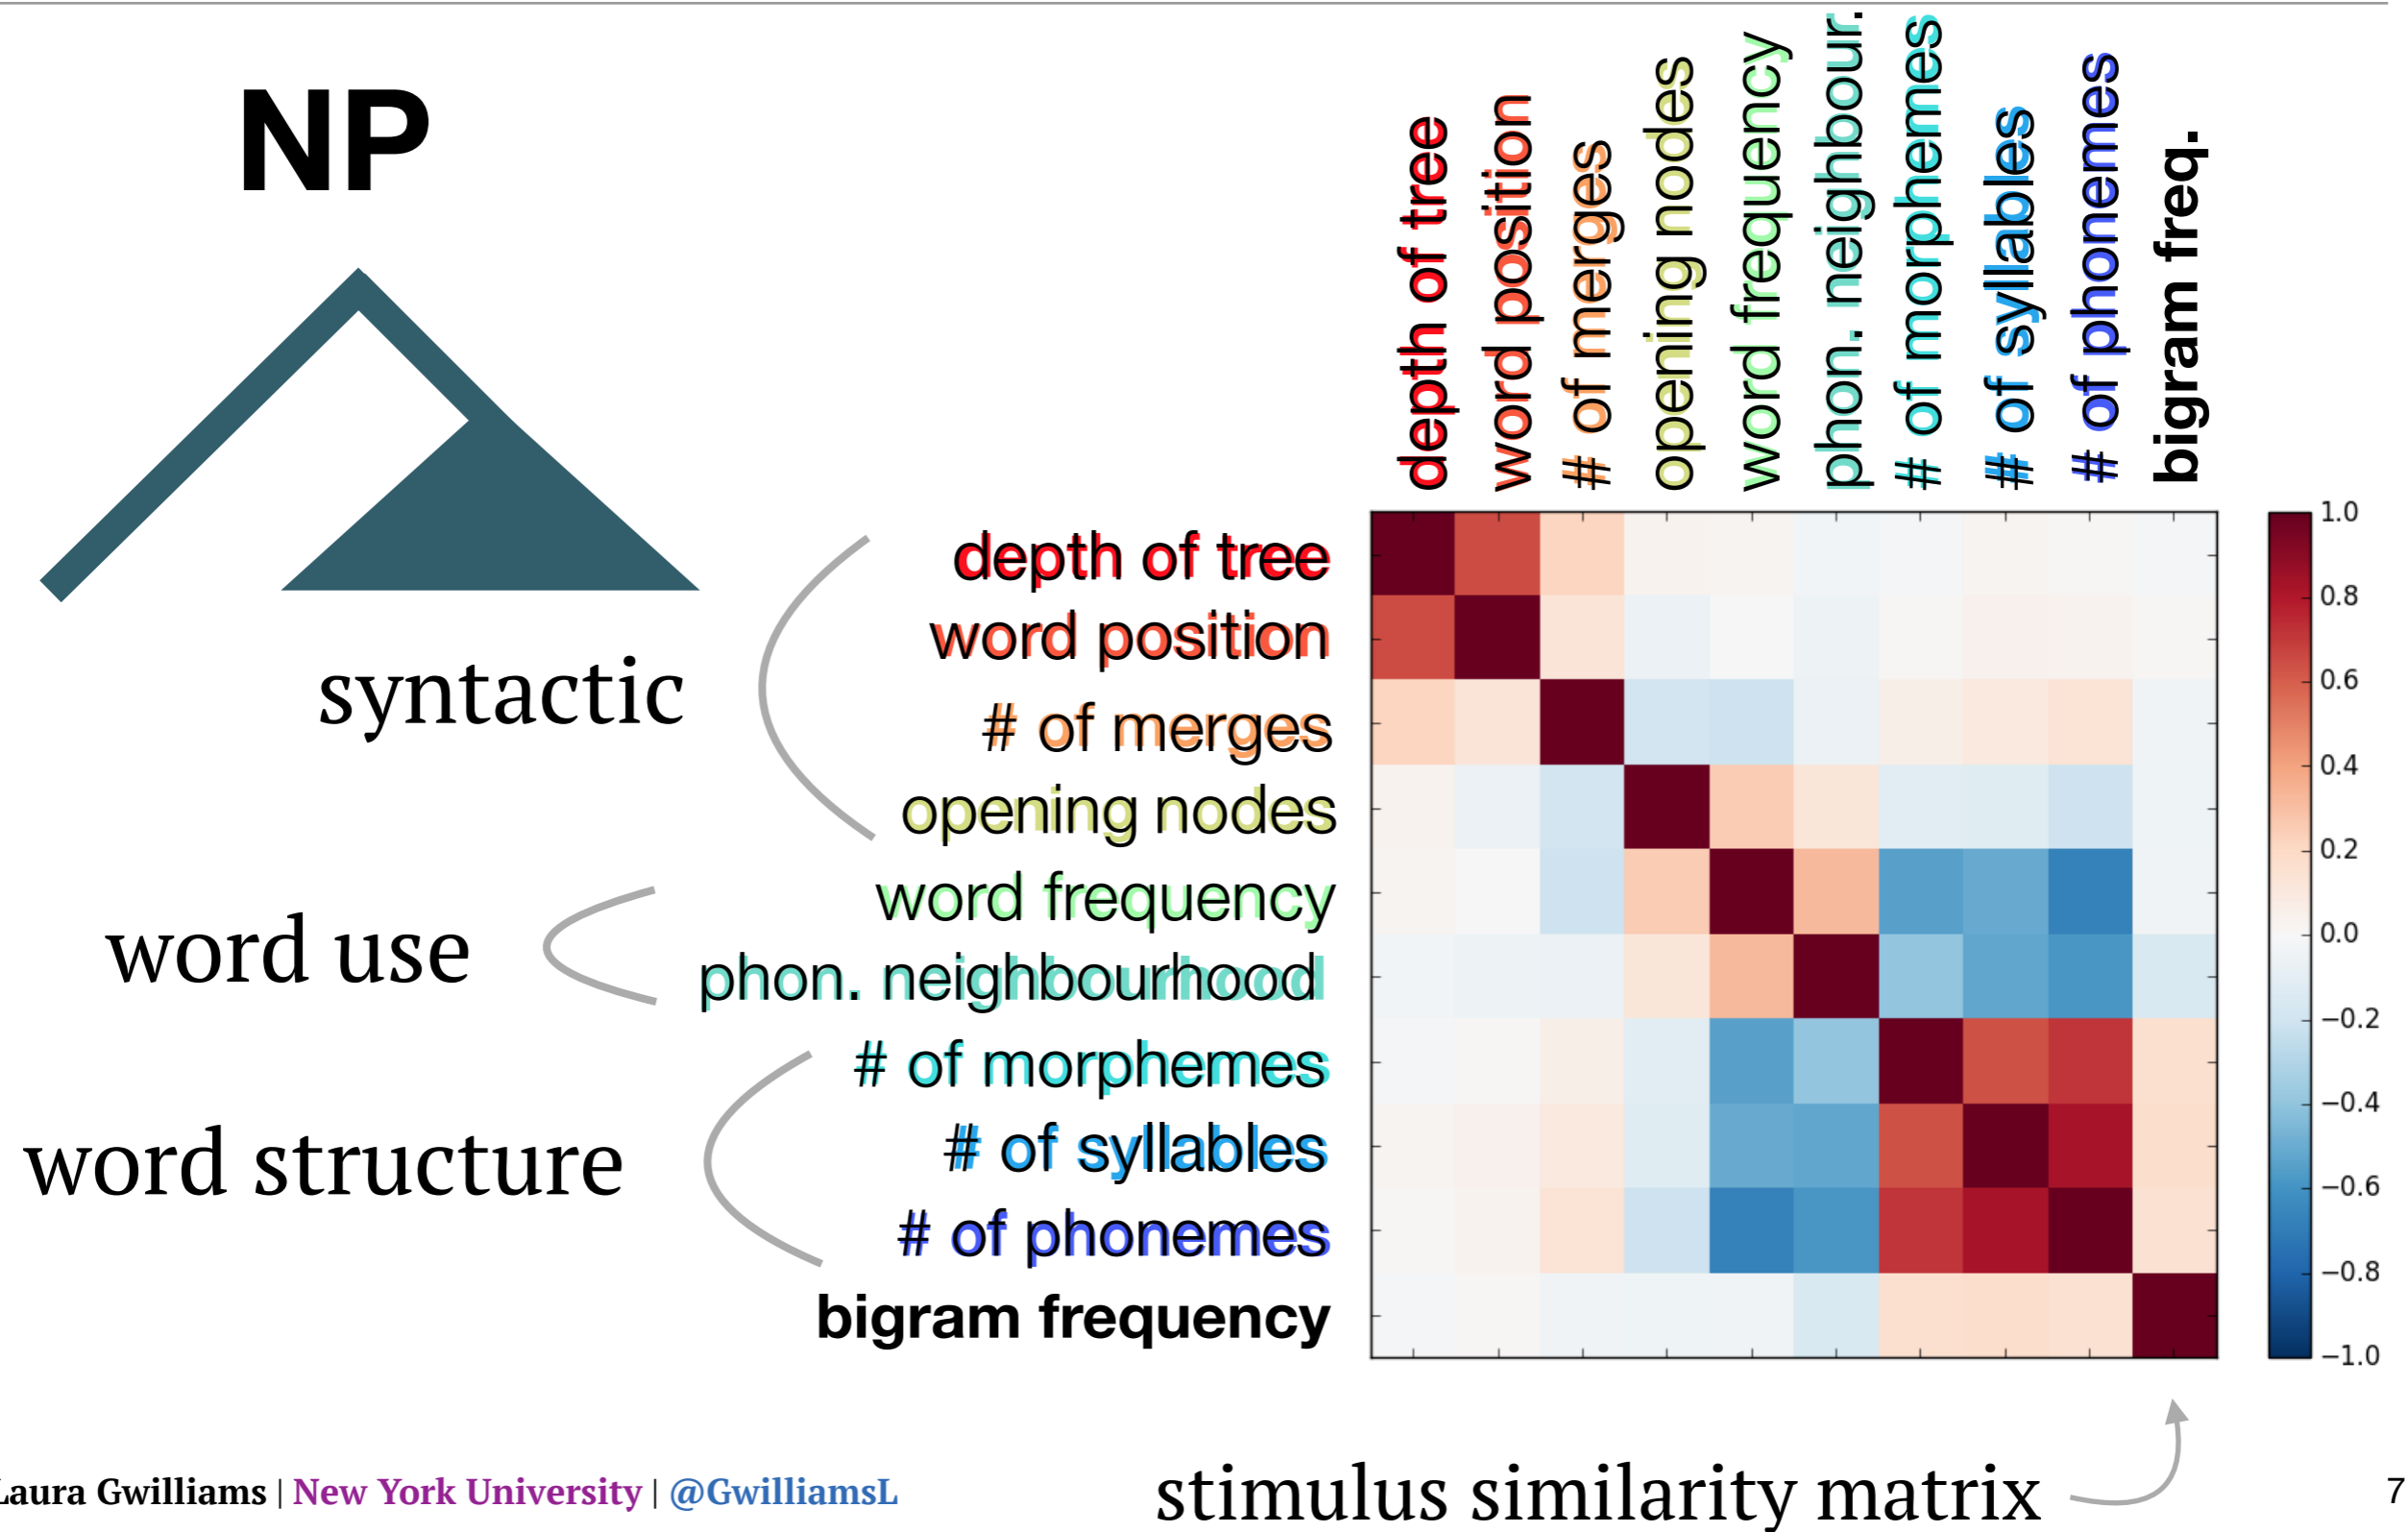 NP
syntactic
word use
word structure
depth of tree
word position
# of merges
opening nodes
word frequency
phon. neighbour.
# of morphemes
# of syllables
# of phonemes
bigram freq.
depth of tree
word position
# of merges
opening nodes
word frequency
phon. neighbourhood
# of morphemes
# of syllables
# of phonemes
bigram frequency
1.0
0.8
0.6
0.4
0.2
0.0
−0.2
−0.4
−0.6
−0.8
−1.0
stimulus similarity matrix
Laura Gwilliams | New York University | @GwilliamsL
7